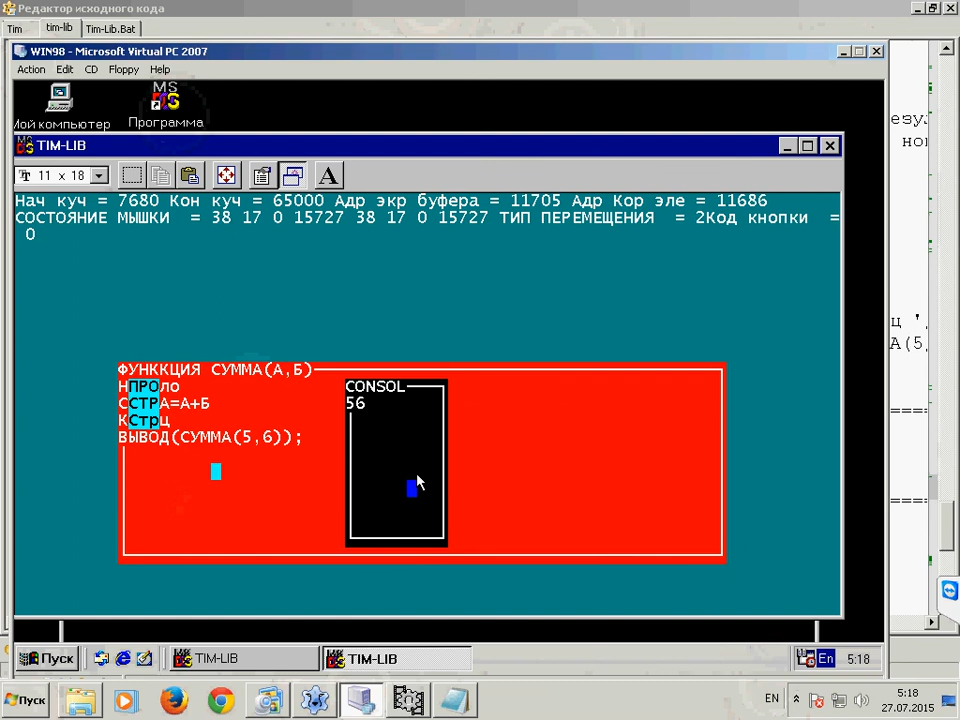 Редактор исходного кода
Tim tim-lib Tim-Lib.Bat
WIN98 - Microsoft Virtual PC 2007
Action Edit CD Floppy Help
Мой компьютер
MS
Программа
TIM-LIB
11 x 18
A
Нач куч = 7680 Кон куч = 65000 Адр экр буфера = 11705 Адр Кор эле = 11686
СОСТОЯНИЕ МЫШКИ = 38 17 0 15727 38 17 0 15727 ТИП ПЕРЕМЕЩЕНИЯ = 2Код кнопки =
0
ФУНККЦИЯ СУММА(А,Б)
НПРОло
ССТРА=А+Б
КСтрц
ВЫВОД(СУММА(5,6));
CONSOL
56
езул
ном
ц ',
А(5,
====
====
Пуск TIM-LIB TIM-LIB En 5:18
Пуск EN 5:18
27.07.2015